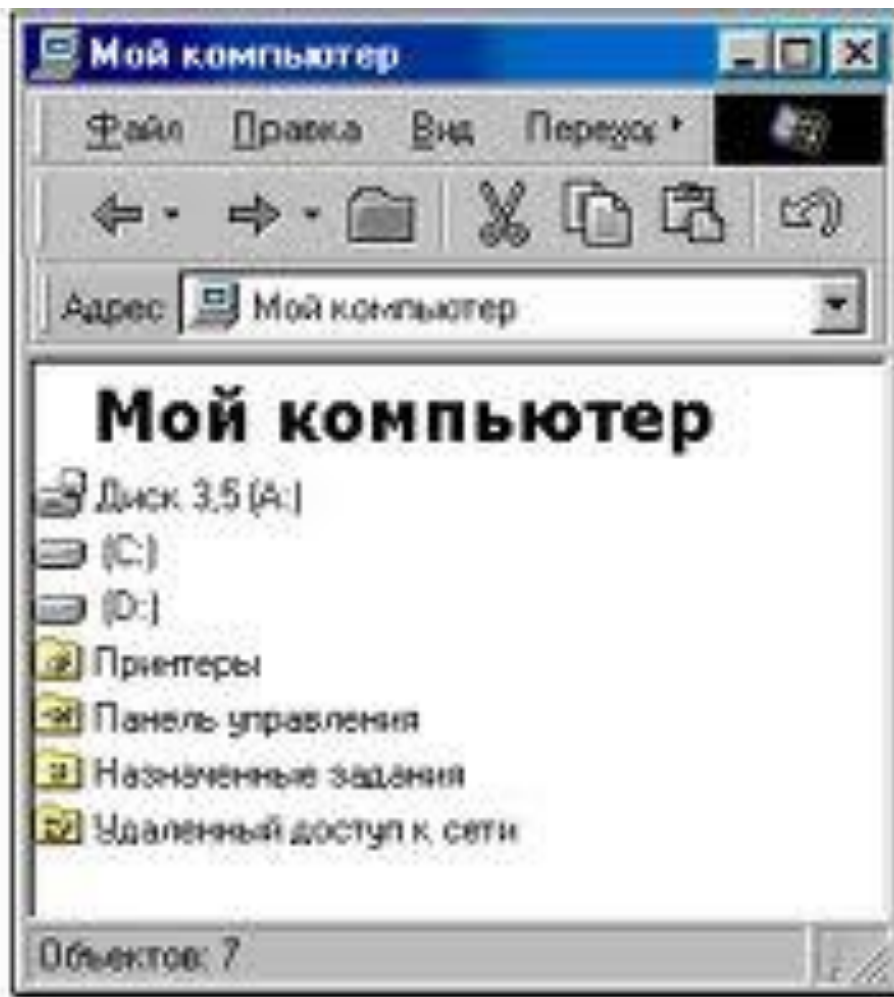 Мой компьютер
Файл Правка Вид Переход
Адрес Мой компьютер
Мой компьютер
Диск 3,5 (A:)
(C:)
(D:)
Принтеры
Панель управления
Назначенные задания
Удаленный доступ к сети
Объектов: 7